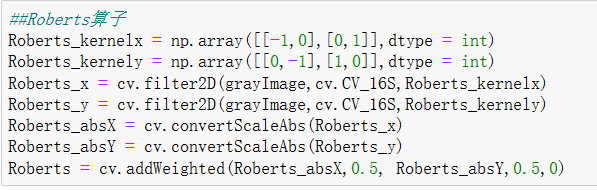 ##Roberts算子
Roberts_kernelx = np.array([[-1,0],[0,1]],dtype = int)
Roberts_kernely = np.array([[0,-1],[1,0]],dtype = int)
Roberts_x = cv.filter2D(grayImage,cv.CV_16S,Roberts_kernelx)
Roberts_y = cv.filter2D(grayImage,cv.CV_16S,Roberts_kernely)
Roberts_absX = cv.convertScaleAbs(Roberts_x)
Roberts_absY = cv.convertScaleAbs(Roberts_y)
Roberts = cv.addWeighted(Roberts_absX,0.5, Roberts_absY,0.5,0)